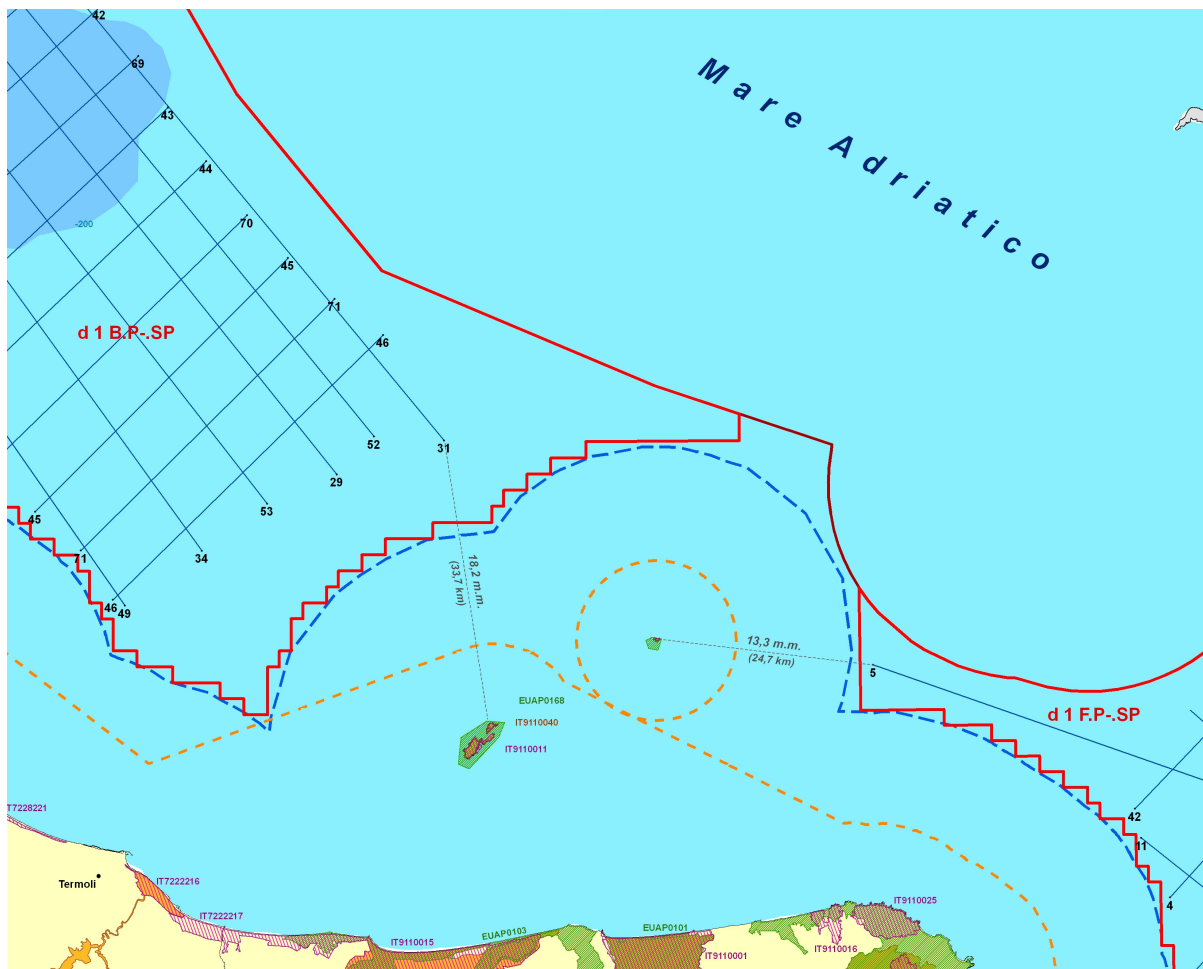 42
69
43
44
-200
70
45
71
46
d 1 B.P-.SP
Mare Adriatico
31
52
29
53
45
71
34
46
49
18,2 m.m.
(33,7 km)
13,3 m.m.
(24,7 km)
5
d 1 F.P-.SP
EUAP0168
IT9110040
IT9110011
42
11
4
IT7228221
Termoli
IT7222216
IT7222217
IT9110015
EUAP0103
EUAP0101
IT9110025
IT9110016
IT9110001